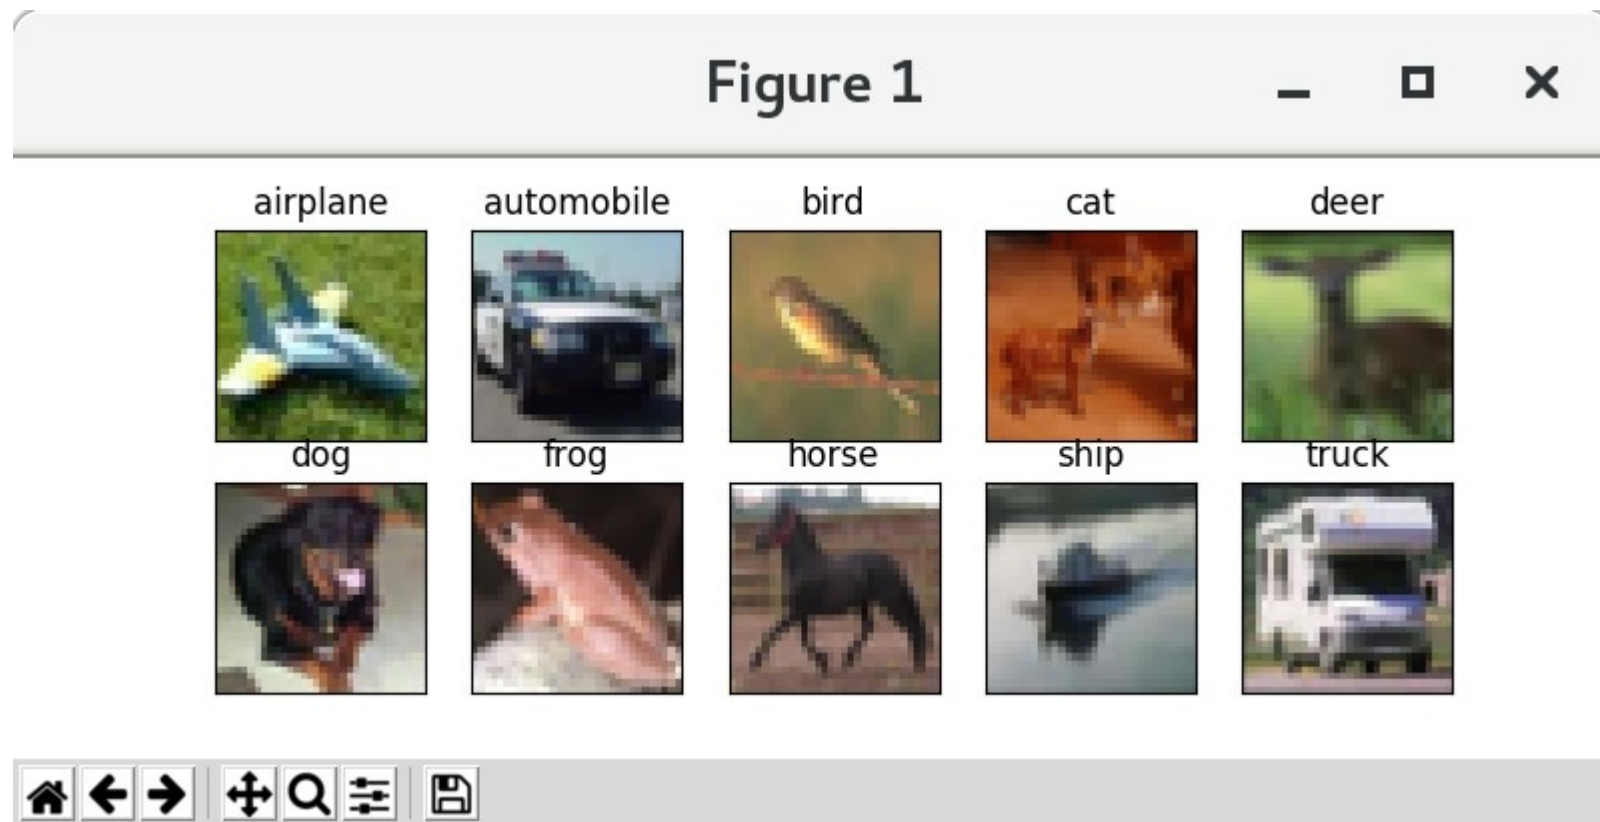 Figure 1
airplane automobile bird cat deer
dog frog horse ship truck